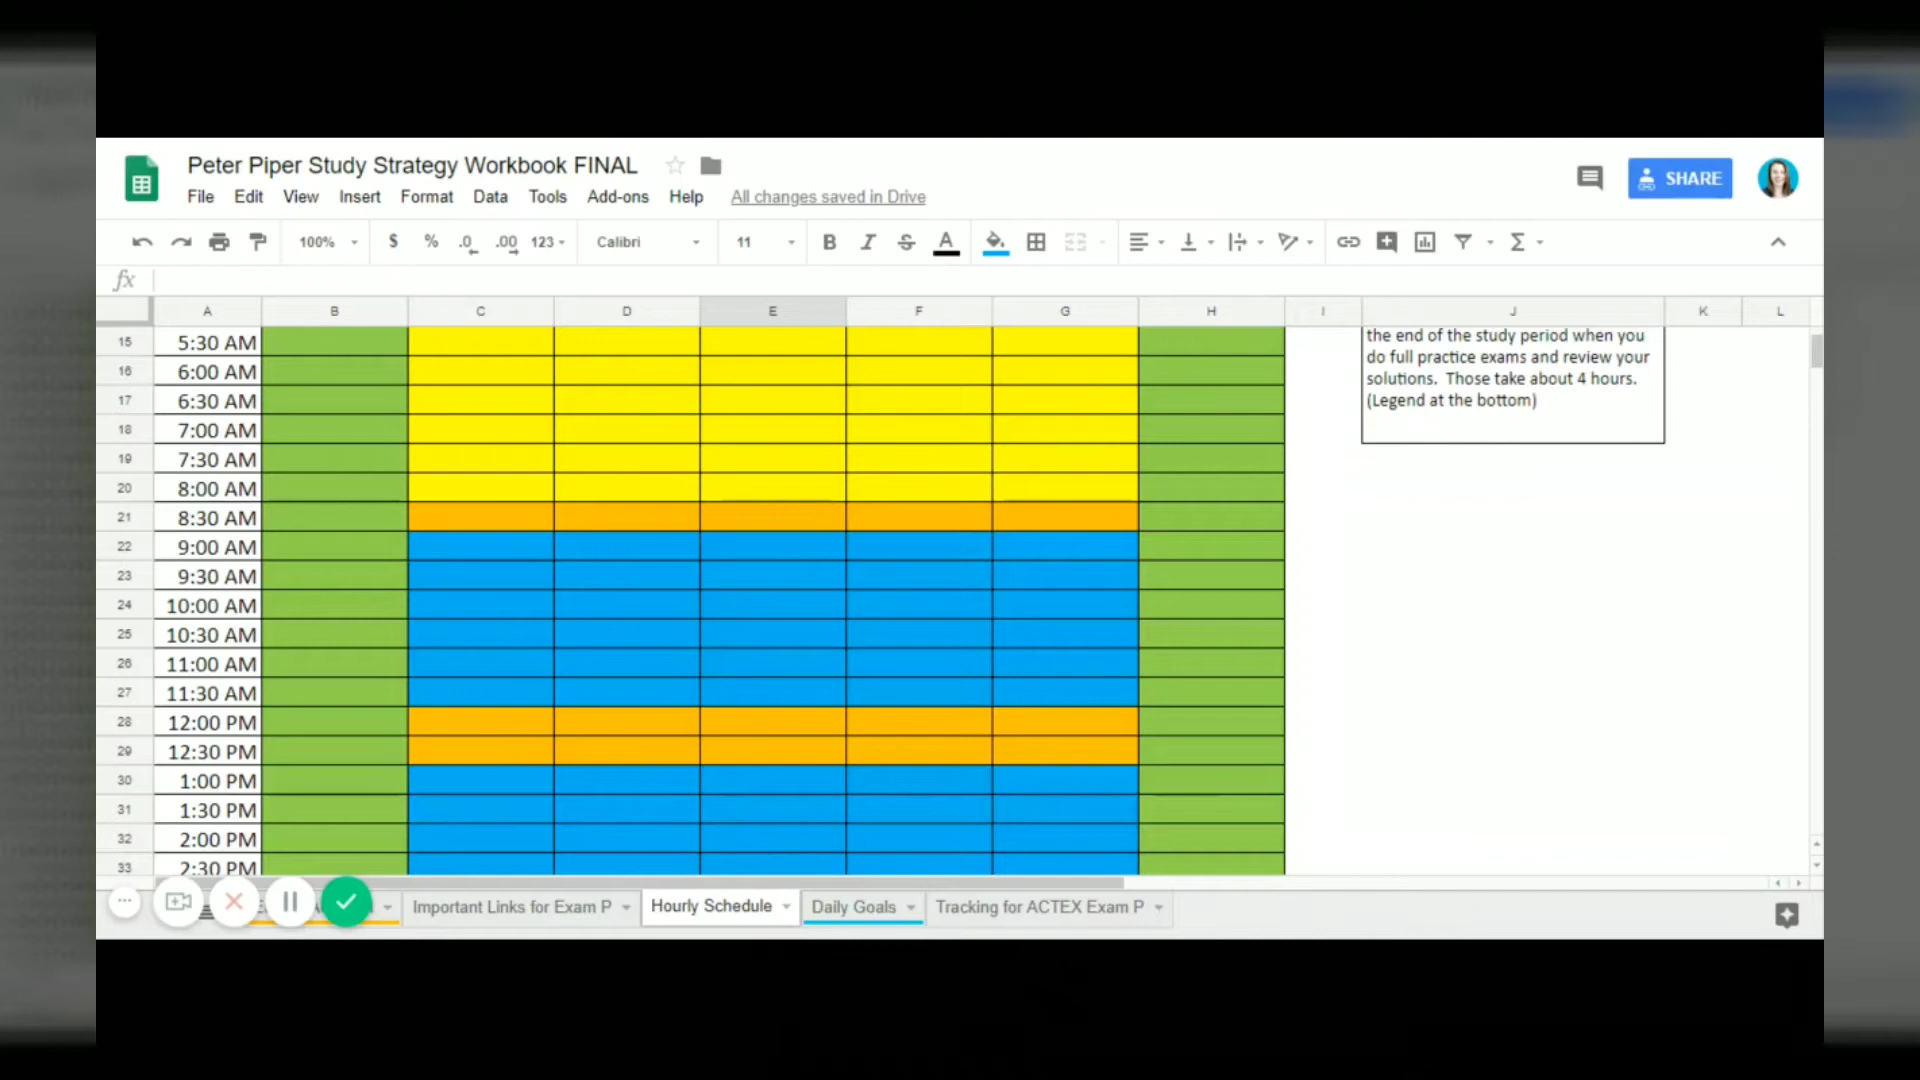 Peter Piper Study Strategy Workbook FINAL
File Edit View Insert Format Data Tools Add-ons Help All changes saved in Drive
SHARE
100% $ % .0 .00 123 Calibri 11 B I S A
fx
A B C D E F G H I J K L
15 5:30 AM
16 6:00 AM
17 6:30 AM
18 7:00 AM
19 7:30 AM
20 8:00 AM
21 8:30 AM
22 9:00 AM
23 9:30 AM
24 10:00 AM
25 10:30 AM
26 11:00 AM
27 11:30 AM
28 12:00 PM
29 12:30 PM
30 1:00 PM
31 1:30 PM
32 2:00 PM
33 2:30 PM
the end of the study period when you
do full practice exams and review your
solutions. Those take about 4 hours.
(Legend at the bottom)
Important Links for Exam P Hourly Schedule Daily Goals Tracking for ACTEX Exam P